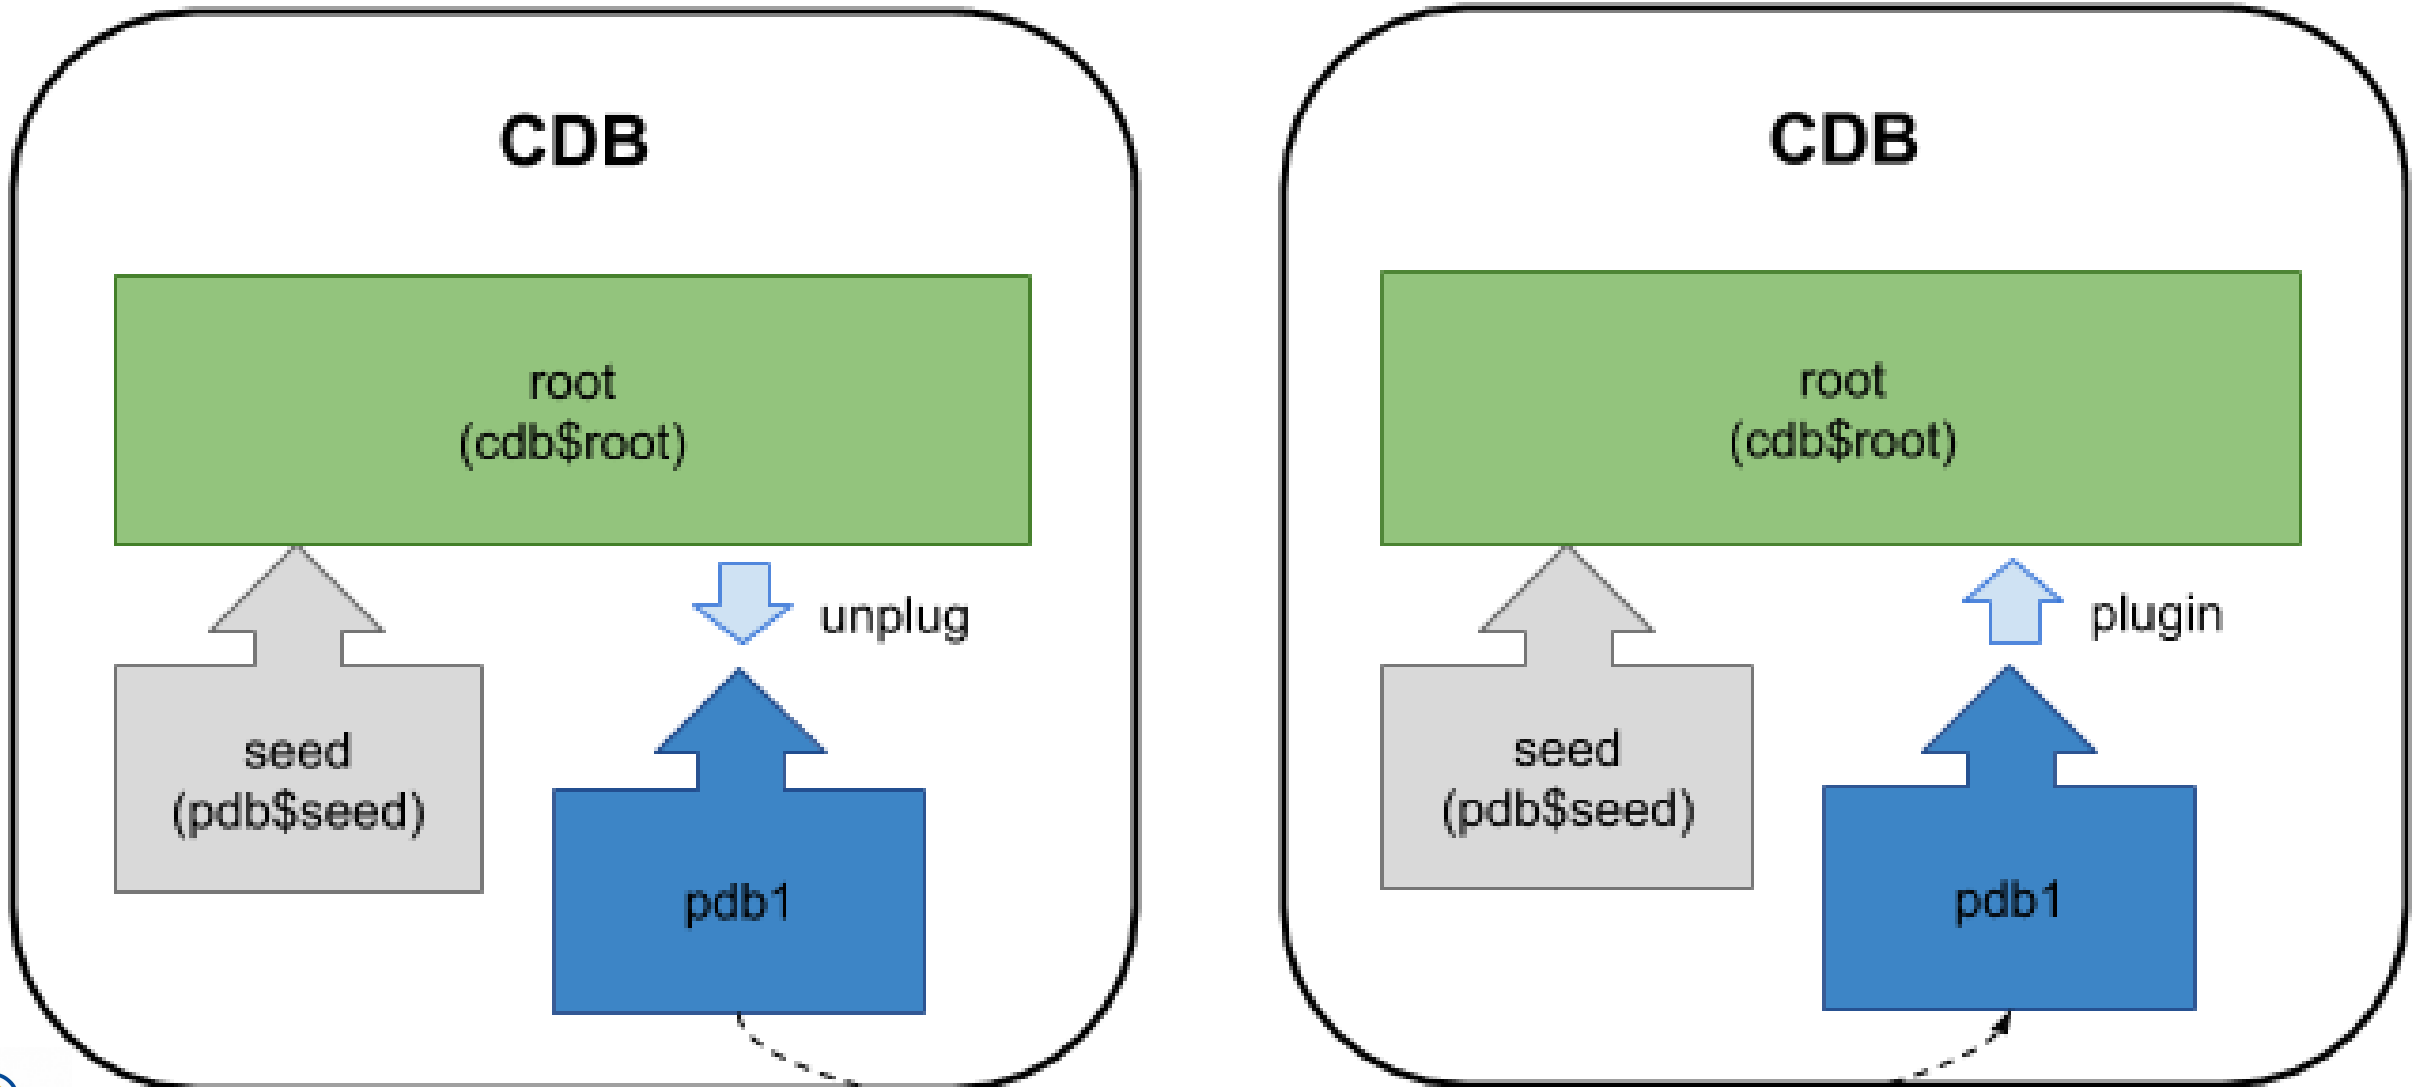 CDB
root
(cdb$root)
unplug
seed
(pdb$seed)
pdb1
CDB
root
(cdb$root)
plugin
seed
(pdb$seed)
pdb1